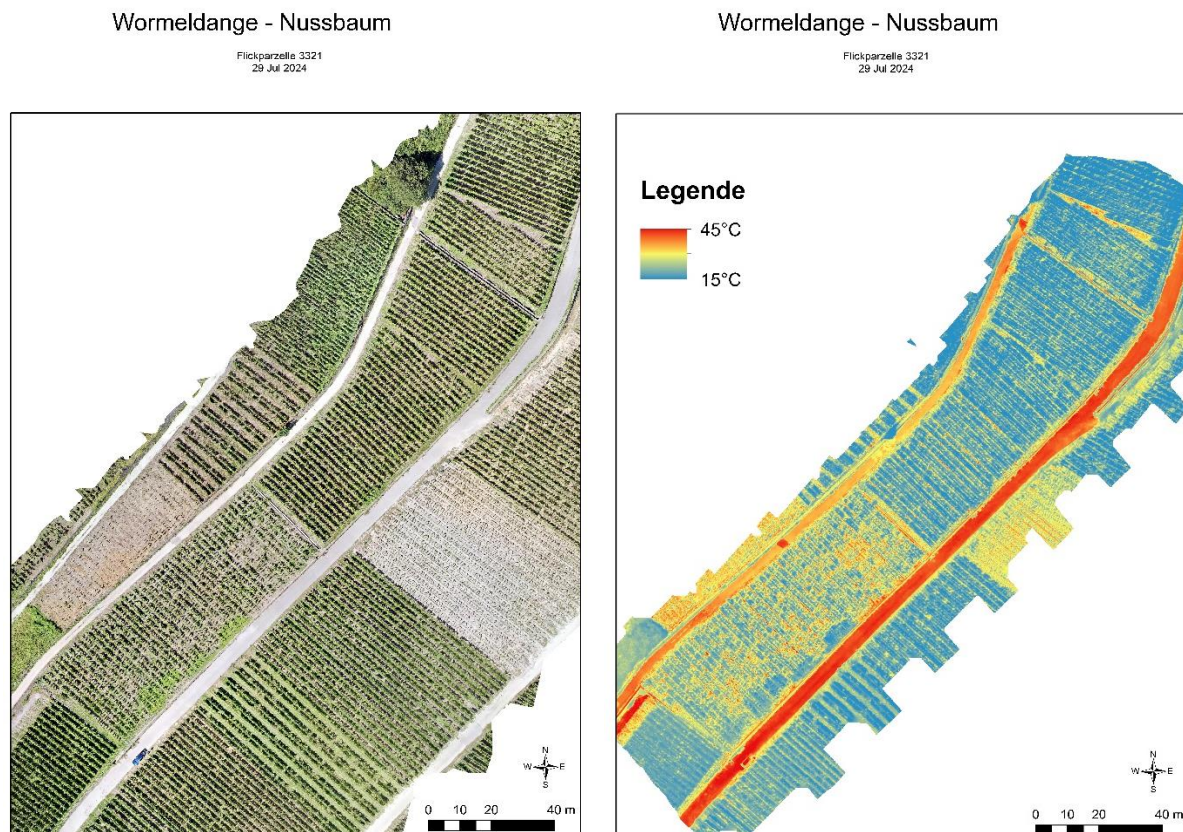 Wormeldange - Nussbaum
Flickparzelle 3321
29 Jul 2024
N
W E
S
0 10 20 40 m
Wormeldange - Nussbaum
Flickparzelle 3321
29 Jul 2024
Legende
45°C
15°C
N
W E
S
0 10 20 40 m